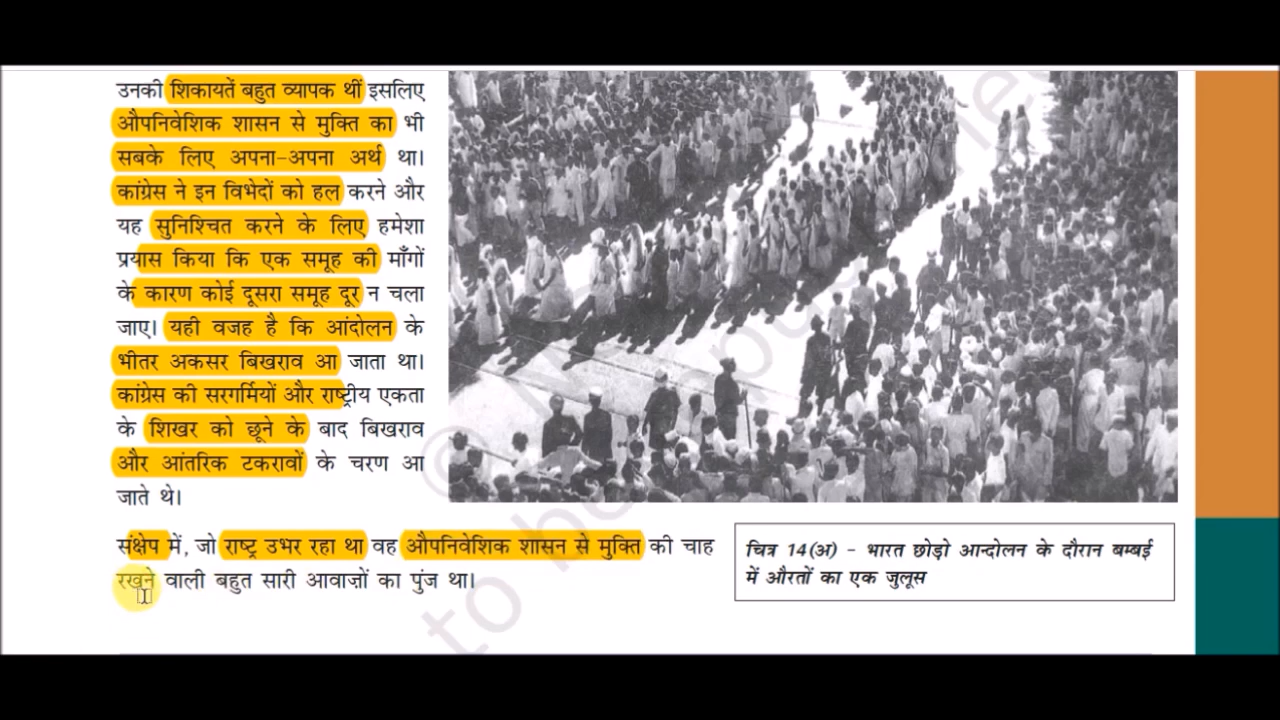 उनकी शिकायतें बहुत व्यापक थीं इसलिए
औपनिवेशिक शासन से मुक्ति का भी
सबके लिए अपना-अपना अर्थ था।
कांग्रेस ने इन विभेदों को हल करने और
यह सुनिश्चित करने के लिए हमेशा
प्रयास किया कि एक समूह की माँगों
के कारण कोई दूसरा समूह दूर न चला
जाए। यही वजह है कि आंदोलन के
भीतर अकसर बिखराव आ जाता था।
कांग्रेस की सरगर्मियों और राष्ट्रीय एकता
के शिखर को छूने के बाद बिखराव
और आंतरिक टकरावों के चरण आ
जाते थे।
संक्षेप में, जो राष्ट्र उभर रहा था वह औपनिवेशिक शासन से मुक्ति की चाह
रखने वाली बहुत सारी आवाज़ों का पुंज था।
चित्र 14(अ) – भारत छोड़ो आन्दोलन के दौरान बम्बई
में औरतों का एक जुलूस
to be